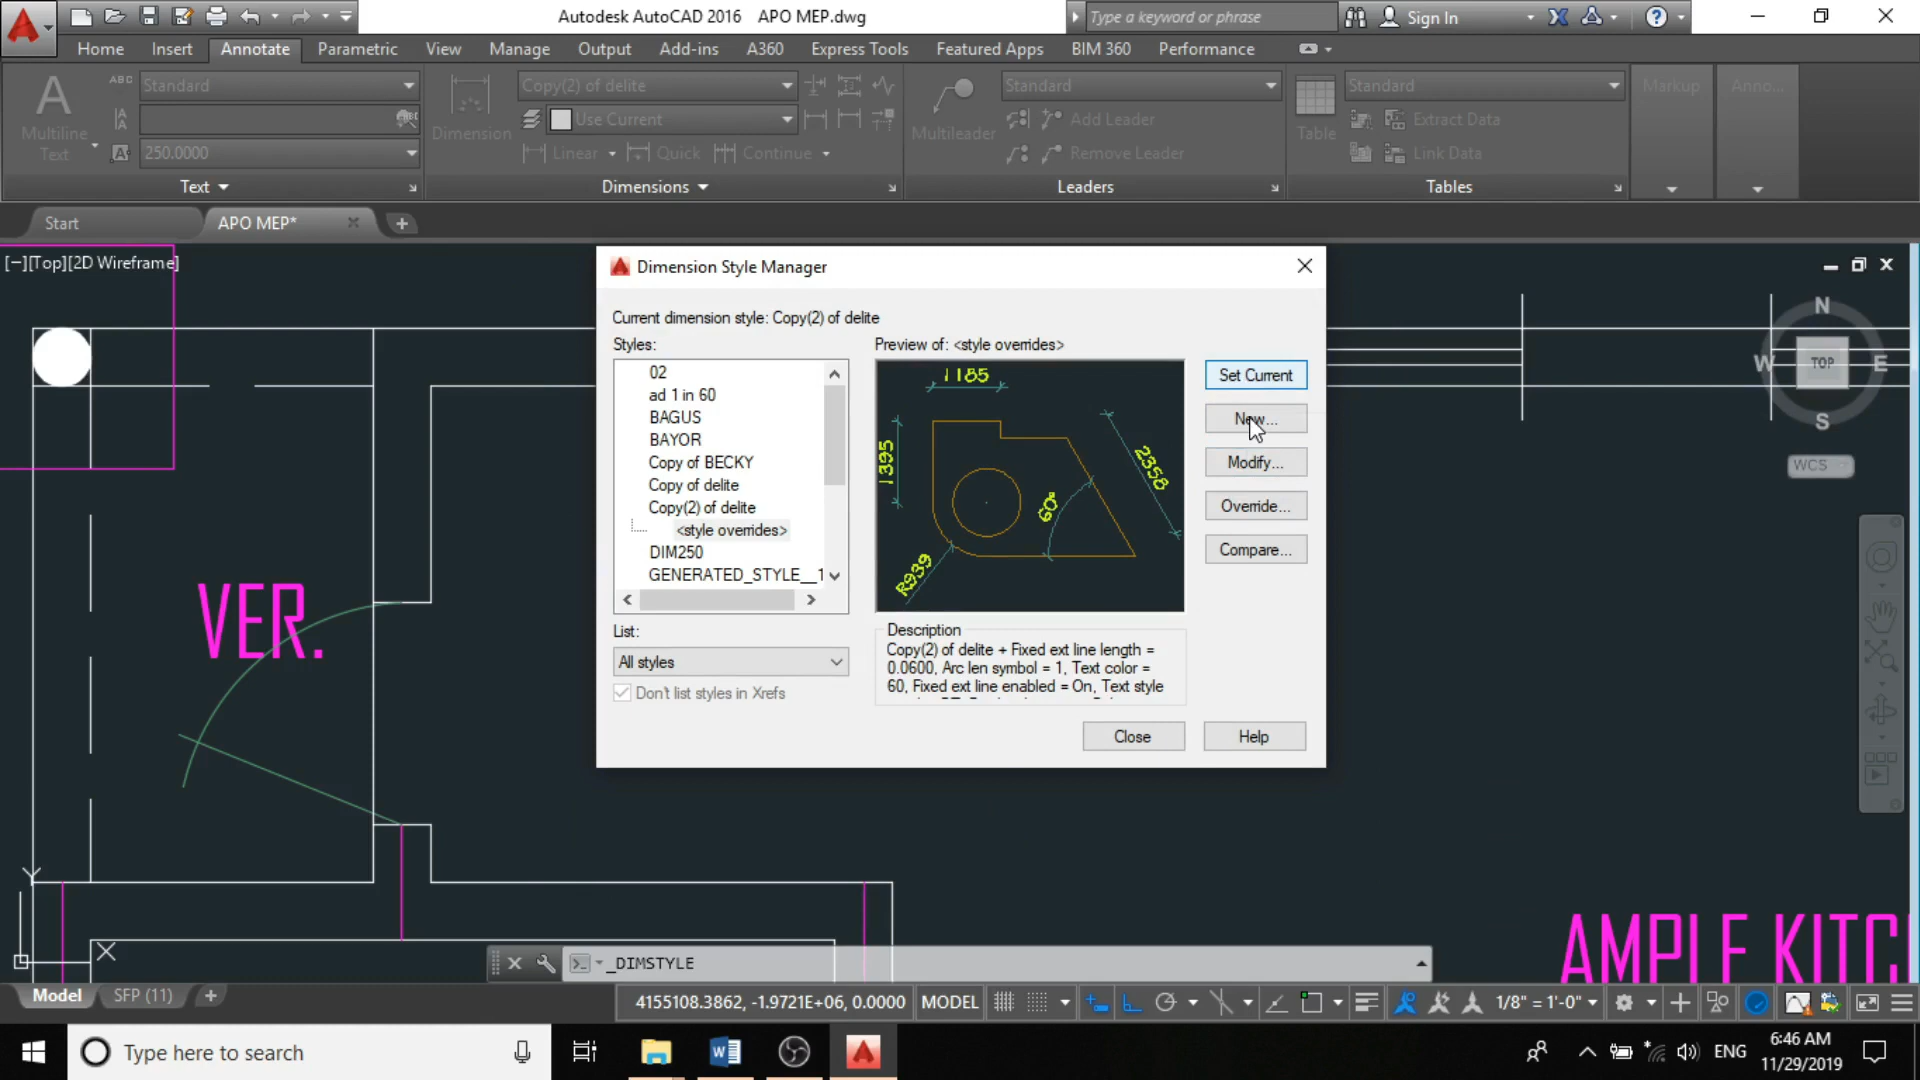 Autodesk AutoCAD 2016 APO MEP.dwg
Type a keyword or phrase
Sign In
Home Insert Annotate Parametric View Manage Output Add-ins A360 Express Tools Featured Apps BIM 360 Performance
Standard Copy(2) of delite Standard Standard Markup Anno...
Multiline
Text
Dimension
Use Current
Multileader
Add Leader
Table
Extract Data
250.0000
Linear Quick Continue
Remove Leader
Link Data
Text Dimensions Leaders Tables
Start APO MEP*
[−][Top][2D Wireframe]
Dimension Style Manager
Current dimension style: Copy(2) of delite
Styles:
02
ad 1 in 60
BAGUS
BAYOR
Copy of BECKY
Copy of delite
Copy(2) of delite
<style overrides>
DIM250
GENERATED_STYLE__1
List:
All styles
Don't list styles in Xrefs
Preview of: <style overrides>
1185
1395
2358
60°
R939
Description
Copy(2) of delite + Fixed ext line length =
0.0600, Arc len symbol = 1, Text color =
60, Fixed ext line enabled = On, Text style
Set Current
New...
Modify...
Override...
Compare...
Close Help
N
W TOP E
S
WCS
VER.
Y
X
AMPLE KITC
_DIMSTYLE
Model SFP (11)
4155108.3862, -1.9721E+06, 0.0000 MODEL 1/8" = 1'-0"
Type here to search
ENG
6:46 AM
11/29/2019